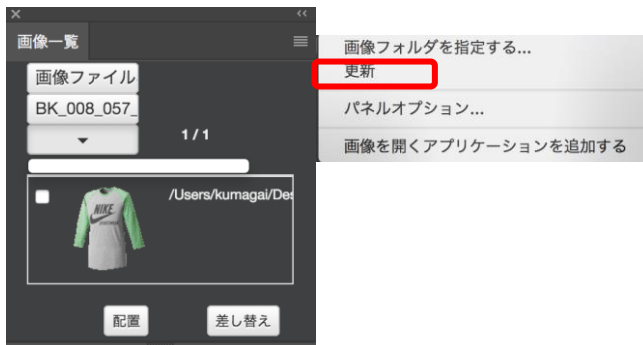 画像一覧
画像ファイル
BK_008_057_
1 / 1
/Users/kumagai/Des
NIKE
配置
差し替え
画像フォルダを指定する...
更新
パネルオプション...
画像を開くアプリケーションを追加する